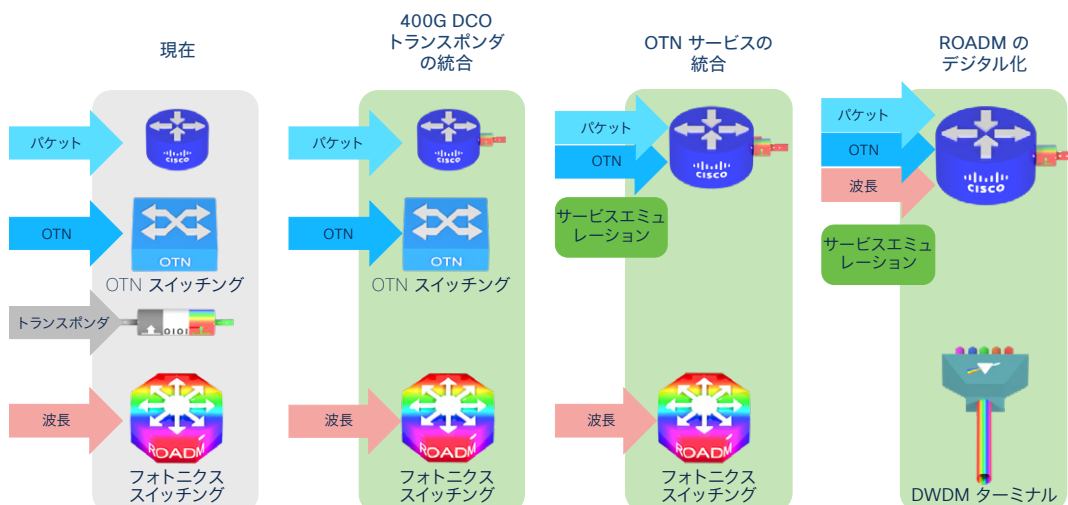 現在
400G DCO
トランスポンダ
の統合
OTN サービスの
統合
ROADM の
デジタル化
パケット
OTN
OTN
OTN スイッチング
トランスポンダ
0101
波長
ROADM
フォトニクス
スイッチング
パケット
CISCO
OTN
OTN
OTN スイッチング
波長
ROADM
フォトニクス
スイッチング
パケット
OTN
CISCO
サービスエミュ
レーション
波長
ROADM
フォトニクス
スイッチング
パケット
OTN
波長
CISCO
サービスエミュ
レーション
DWDM ターミナル
CISCO